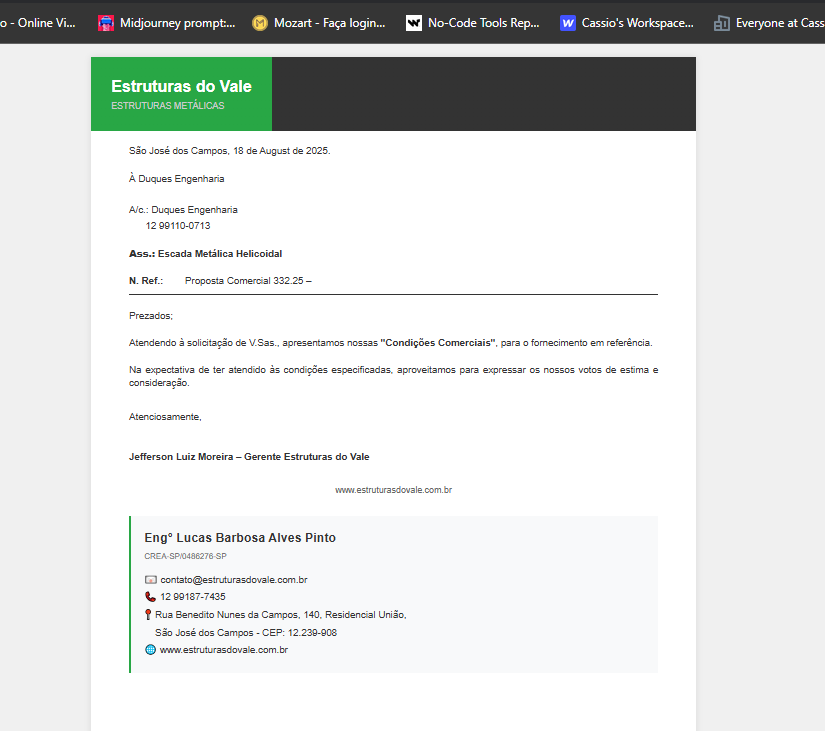 o - Online Vi...
Midjourney prompt:...
Mozart - Faça login...
No-Code Tools Rep...
Cassio's Workspace...
Everyone at Cass
Estruturas do Vale
ESTRUTURAS METÁLICAS
São José dos Campos, 18 de August de 2025.
À Duques Engenharia
A/c.: Duques Engenharia
12 99110-0713
Ass.: Escada Metálica Helicoidal
N. Ref.: Proposta Comercial 332.25 –
Prezados;
Atendendo à solicitação de V.Sas., apresentamos nossas "Condições Comerciais", para o fornecimento em referência.
Na expectativa de ter atendido às condições especificadas, aproveitamos para expressar os nossos votos de estima e
consideração.
Atenciosamente,
Jefferson Luiz Moreira – Gerente Estruturas do Vale
www.estruturasdovale.com.br
Engº Lucas Barbosa Alves Pinto
CREA-SP/0486276-SP
contato@estruturasdovale.com.br
12 99187-7435
Rua Benedito Nunes da Campos, 140, Residencial União,
São José dos Campos - CEP: 12.239-908
www.estruturasdovale.com.br